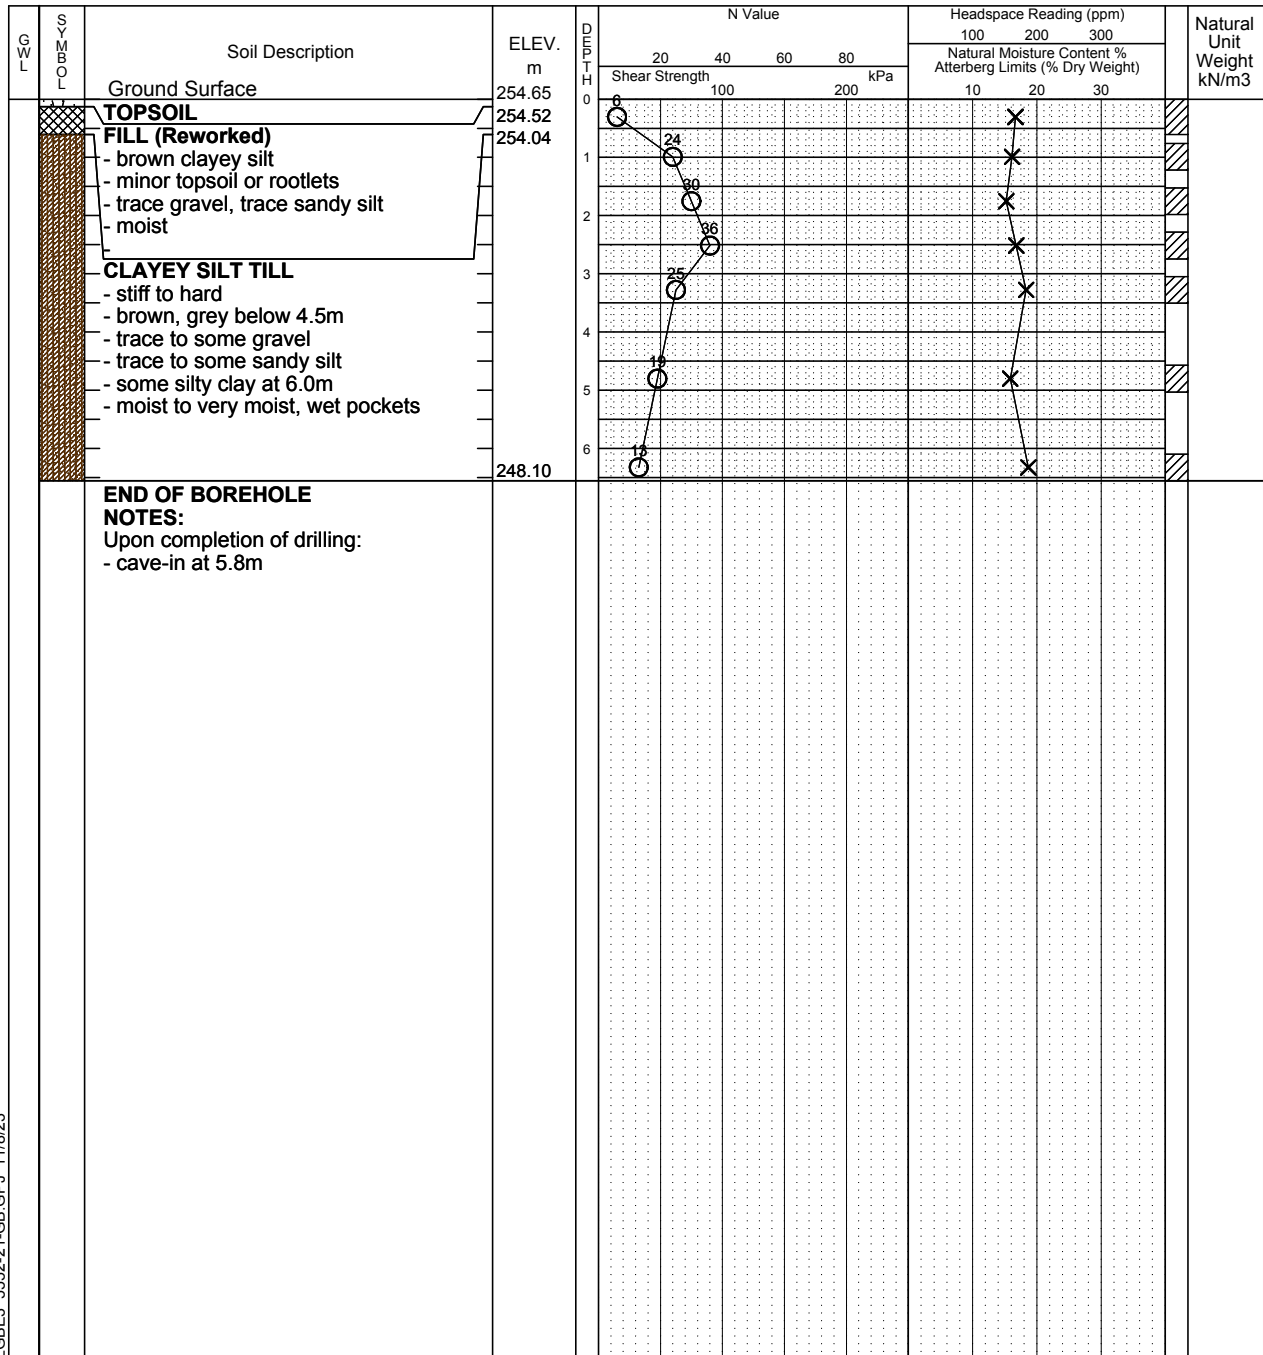 GWL
SYMBOL
Soil Description
Ground Surface
ELEV.
m
DEPTH
N Value
20 40 60 80
Shear Strength kPa
100 200
Headspace Reading (ppm)
100 200 300
Natural Moisture Content %
Atterberg Limits (% Dry Weight)
10 20 30
Natural
Unit
Weight
kN/m3
254.65
0
TOPSOIL
254.52
6
FILL (Reworked)
254.04
- brown clayey silt
24
1
- minor topsoil or rootlets
30
- trace gravel, trace sandy silt
2
- moist
36
-
CLAYEY SILT TILL
25
3
- stiff to hard
- brown, grey below 4.5m
- trace to some gravel
4
- trace to some sandy silt
19
- some silty clay at 6.0m
5
- moist to very moist, wet pockets
6
13
248.10
END OF BOREHOLE
NOTES:
Upon completion of drilling:
- cave-in at 5.8m